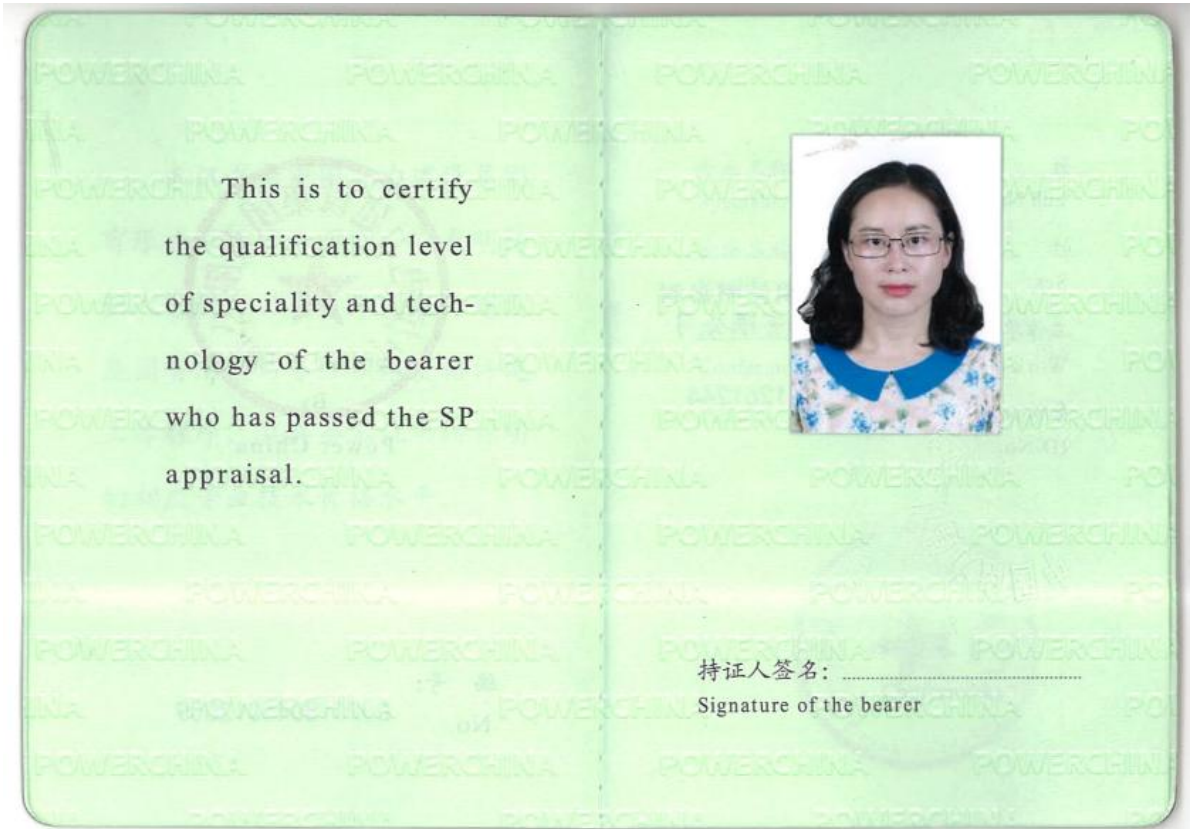 This is to certify
the qualification level
of speciality and tech-
nology of the bearer
who has passed the SP
appraisal.
持证人签名:
Signature of the bearer
POWERCHINA